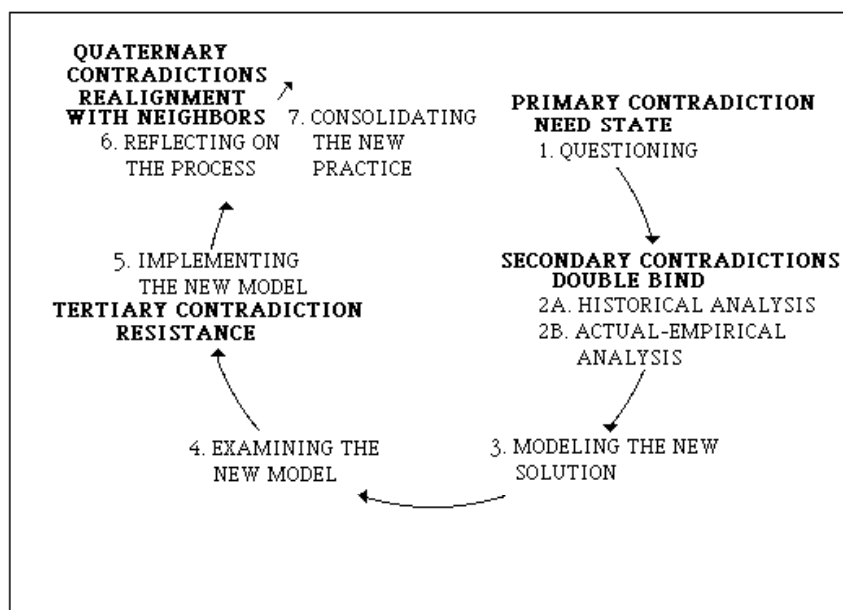 PRIMARY CONTRADICTION
NEED STATE
1. QUESTIONING
SECONDARY CONTRADICTIONS
DOUBLE BIND
2A. HISTORICAL ANALYSIS
2B. ACTUAL-EMPIRICAL
ANALYSIS
3. MODELING THE NEW
SOLUTION
4. EXAMINING THE
NEW MODEL
5. IMPLEMENTING
THE NEW MODEL
TERTIARY CONTRADICTION
RESISTANCE
QUATERNARY
CONTRADICTIONS
REALIGNMENT
WITH NEIGHBORS
6. REFLECTING ON
THE PROCESS
7. CONSOLIDATING
THE NEW
PRACTICE